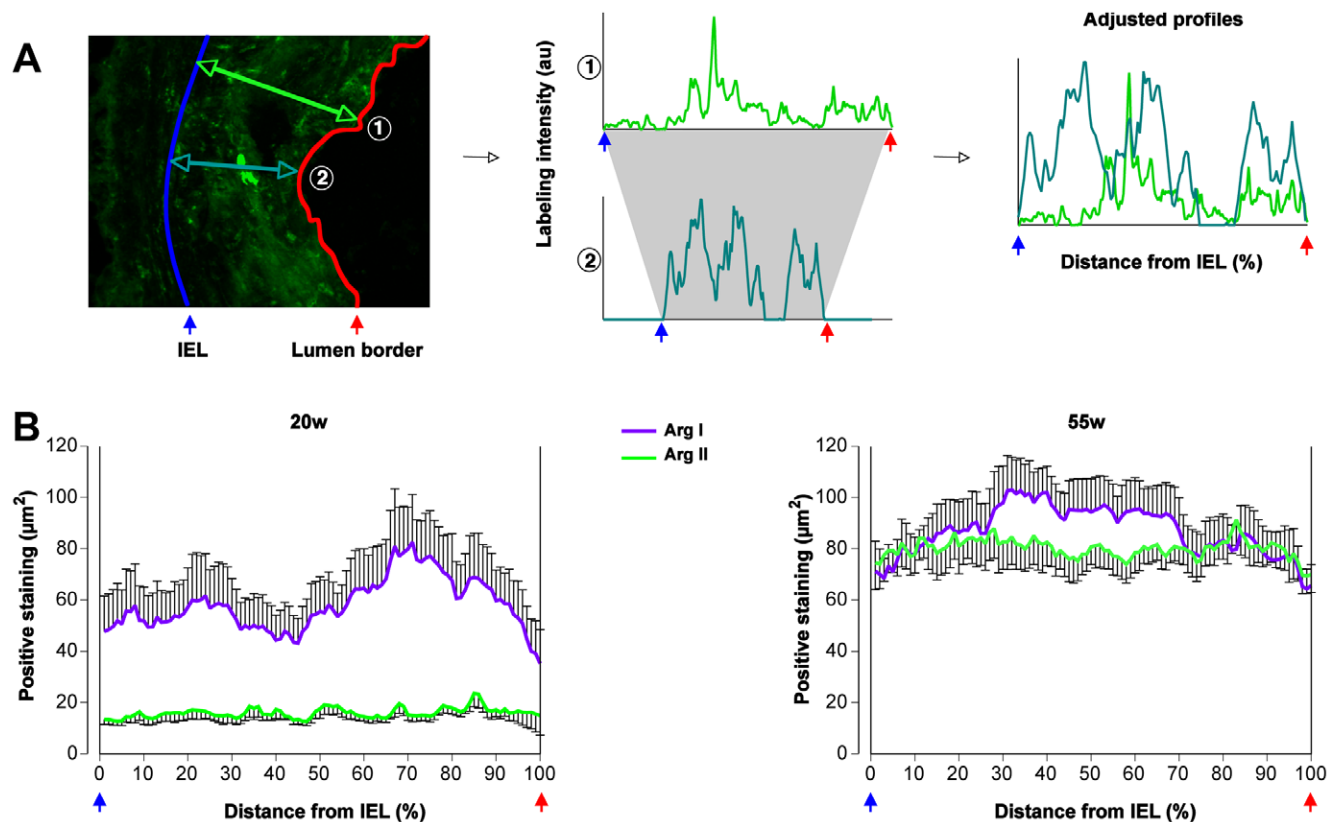 A
IEL
Lumen border
①
②
Labeling intensity (au)
①
②
Adjusted profiles
Distance from IEL (%)
B
20w
Positive staining (µm²)
120
100
80
60
40
20
0
0 10 20 30 40 50 60 70 80 90 100
Distance from IEL (%)
Arg I
Arg II
55w
Positive staining (µm²)
120
100
80
60
40
20
0
0 10 20 30 40 50 60 70 80 90 100
Distance from IEL (%)